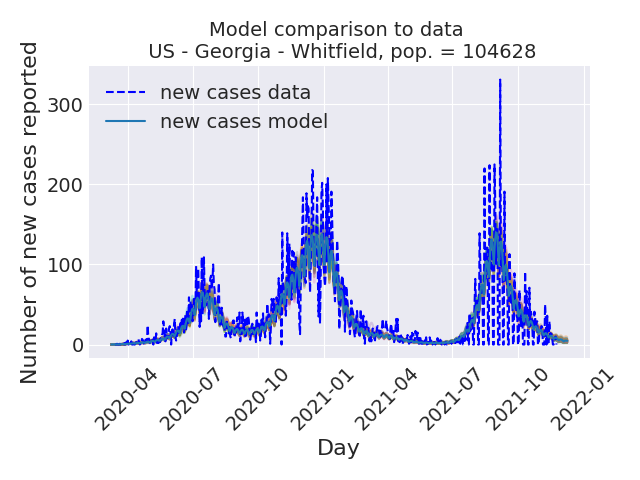 Model comparison to data
US - Georgia - Whitfield, pop. = 104628
Number of new cases reported
new cases data
new cases model
300
200
100
0
2020-04
2020-07
2020-10
2021-01
2021-04
2021-07
2021-10
2022-01
Day